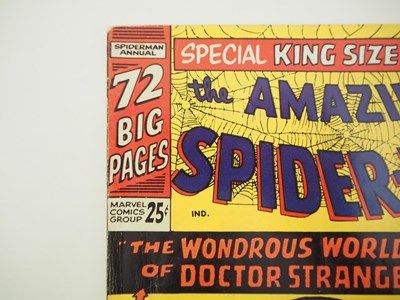 SPIDERMAN
ANNUAL
72
BIG
PAGES
MARVEL
COMICS
GROUP
25¢
SPECIAL KING SIZE
the AMAZI
SPIDER-
IND.
"THE WONDROUS WORLD
OF DOCTOR STRANGE